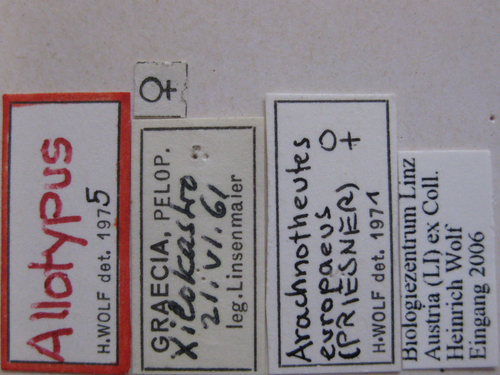 Allotypus
H.WOLF det. 1975
♀
GRAECIA, PELOP.
Xilokastro
21.VI.61
leg. Linsenmaier
Arachnotheutes ♀
europaeus
(PRIESNER)
H.WOLF det. 1971
Biologiezentrum Linz
Austria (LI) ex Coll.
Heinrich Wolf
Eingang 2006